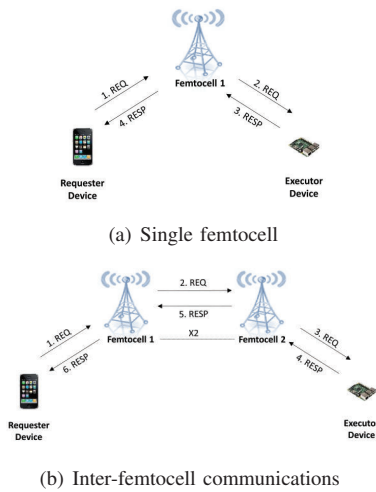 1. REQ
2. REQ
Femtocell 1
4. RESP
3. RESP
Requester
Device
Executor
Device
(a) Single femtocell
2. REQ
1. REQ
5. RESP
3. REQ
Femtocell 1
X2
Femtocell 2
6. RESP
4. RESP
Requester
Device
Executo
Device
(b) Inter-femtocell communications